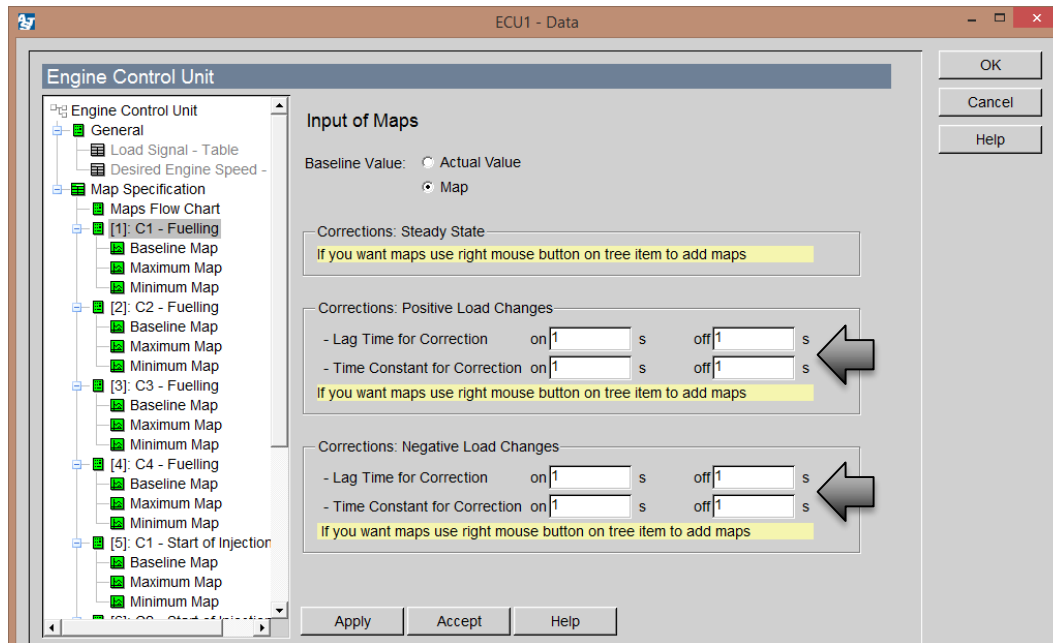 ECU1 - Data
Engine Control Unit
OK
Cancel
Help
Engine Control Unit
General
Load Signal - Table
Desired Engine Speed -
Map Specification
Maps Flow Chart
[1]: C1 - Fuelling
Baseline Map
Maximum Map
Minimum Map
[2]: C2 - Fuelling
Baseline Map
Maximum Map
Minimum Map
[3]: C3 - Fuelling
Baseline Map
Maximum Map
Minimum Map
[4]: C4 - Fuelling
Baseline Map
Maximum Map
Minimum Map
[5]: C1 - Start of Injection
Baseline Map
Maximum Map
Minimum Map
Input of Maps
Baseline Value: Actual Value
Map
Corrections: Steady State
If you want maps use right mouse button on tree item to add maps
Corrections: Positive Load Changes
- Lag Time for Correction on 1 s off 1 s
- Time Constant for Correction on 1 s off 1 s
If you want maps use right mouse button on tree item to add maps
Corrections: Negative Load Changes
- Lag Time for Correction on 1 s off 1 s
- Time Constant for Correction on 1 s off 1 s
If you want maps use right mouse button on tree item to add maps
Apply Accept Help